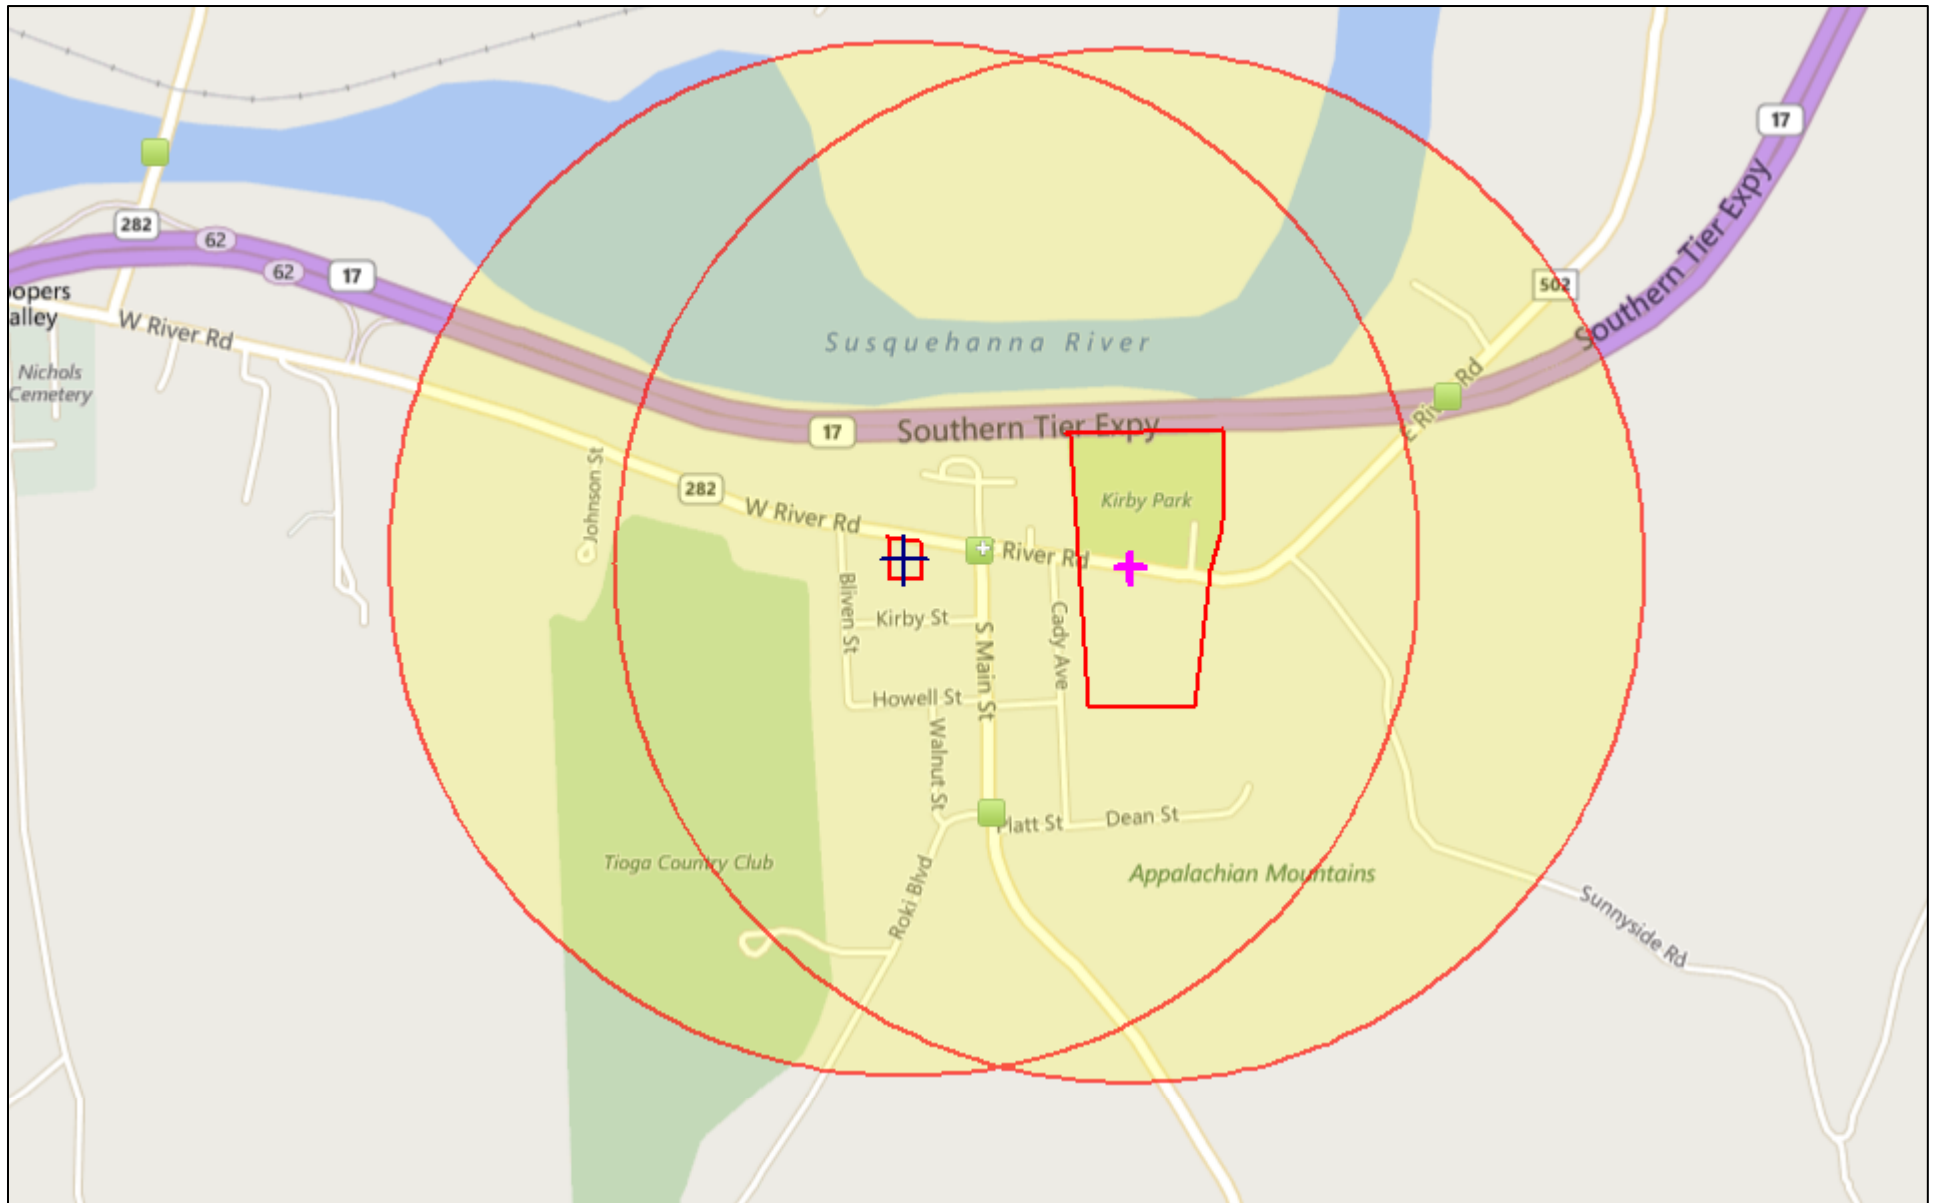 17
282
62
62
17
502
opers
alley
W River Rd
Southern Tier Expy
Susquehanna River
Nichols
Cemetery
E Riv Rd
17
Southern Tier Expy
Johnson St
282
W River Rd
Kirby Park
River Rd
Bliven St
Kirby St
S Main St
Cady Ave
Howell St
Walnut St
Platt St
Dean St
Tioga Country Club
Appalachian Mountains
Roki Blvd
Sunnyside Rd